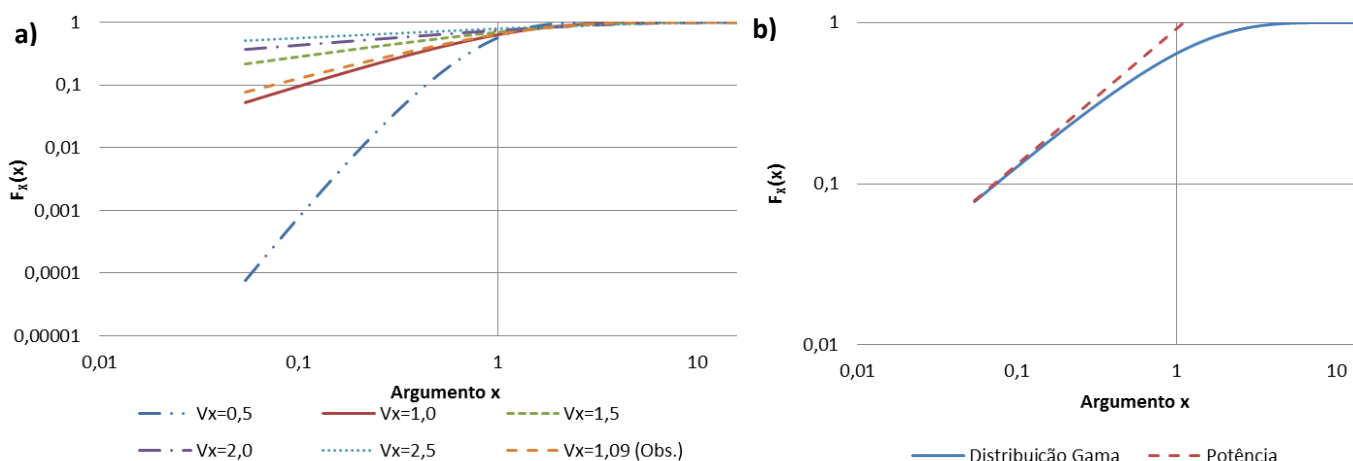 a)
1
0,1
0,01
0,001
0,0001
0,00001
F_X(x)
0,01
0,1
1
10
Argumento x
Vx=0,5
Vx=1,0
Vx=1,5
Vx=2,0
Vx=2,5
Vx=1,09 (Obs.)
b)
1
0,1
0,01
F_X(x)
0,01
0,1
1
10
Argumento x
Distribuição Gama
Potência